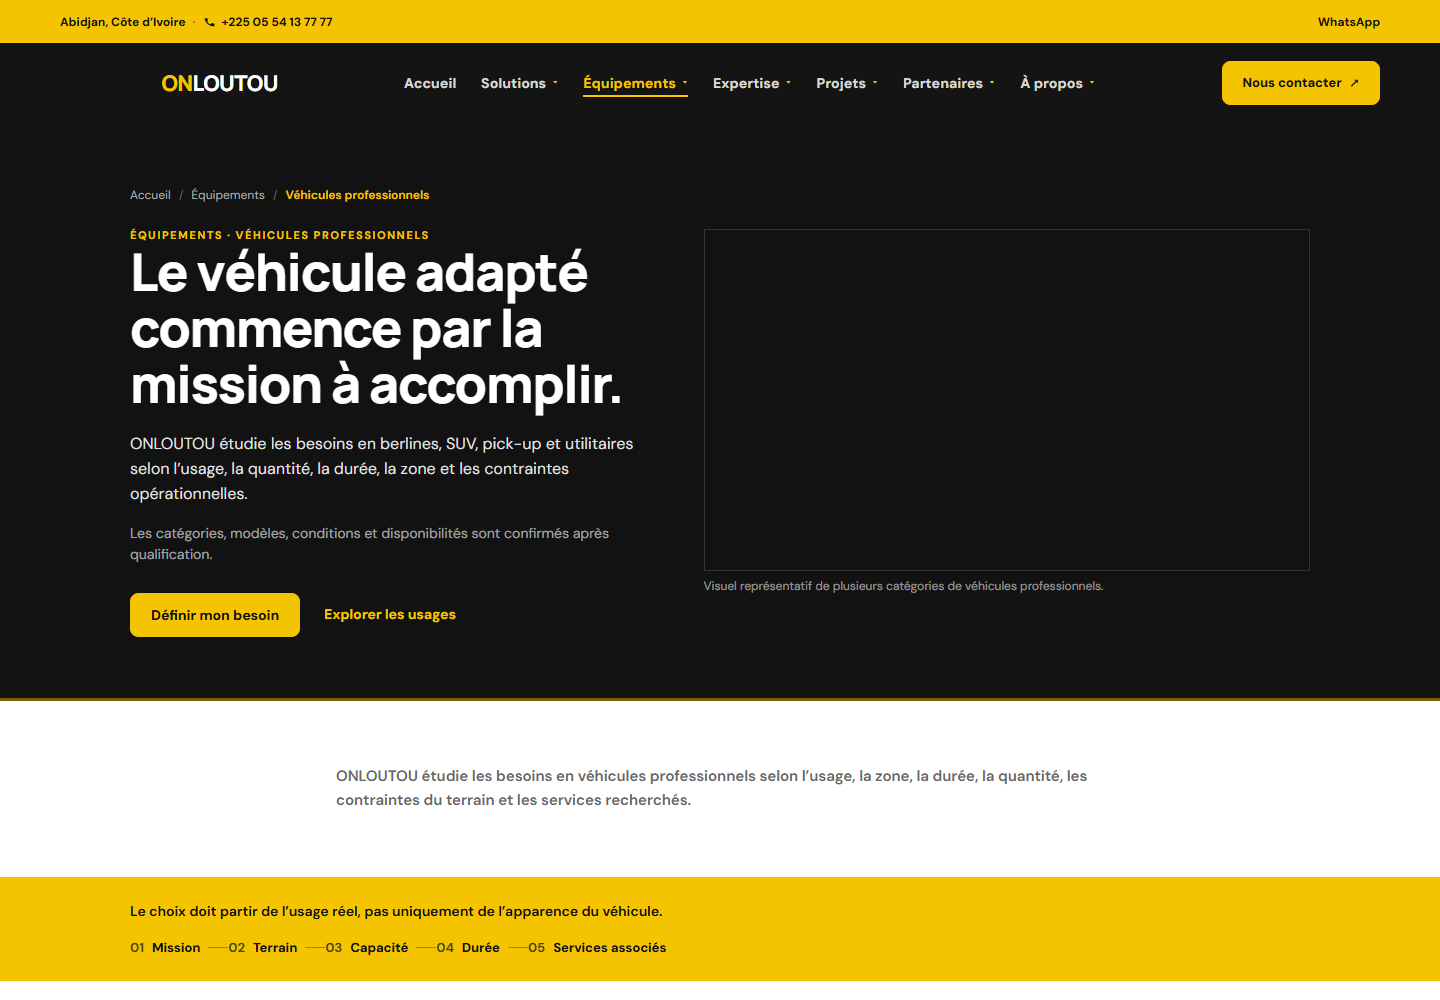 Abidjan, Côte d’Ivoire · +225 05 54 13 77 77
WhatsApp
ONLOUTOU
Accueil Solutions Équipements Expertise Projets Partenaires À propos
Nous contacter ↗
Accueil / Équipements / Véhicules professionnels
ÉQUIPEMENTS · VÉHICULES PROFESSIONNELS
Le véhicule adapté
commence par la
mission à accomplir.
ONLOUTOU étudie les besoins en berlines, SUV, pick-up et utilitaires
selon l’usage, la quantité, la durée, la zone et les contraintes
opérationnelles.
Les catégories, modèles, conditions et disponibilités sont confirmés après
qualification.
Définir mon besoin
Explorer les usages
Visuel représentatif de plusieurs catégories de véhicules professionnels.
ONLOUTOU étudie les besoins en véhicules professionnels selon l’usage, la zone, la durée, la quantité, les
contraintes du terrain et les services recherchés.
Le choix doit partir de l’usage réel, pas uniquement de l’apparence du véhicule.
01 Mission 02 Terrain 03 Capacité 04 Durée 05 Services associés